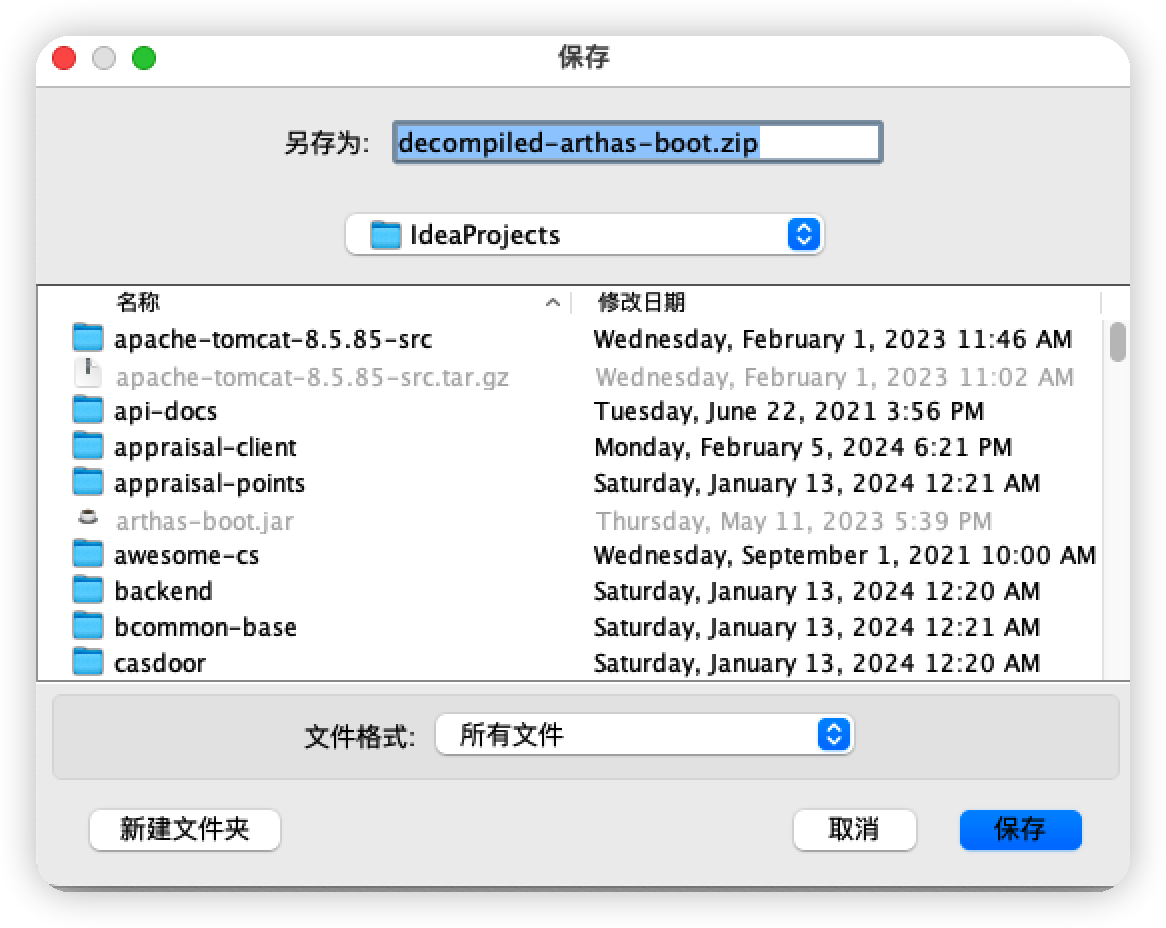 保存
另存为: decompiled-arthas-boot.zip
IdeaProjects
名称 修改日期
apache-tomcat-8.5.85-src Wednesday, February 1, 2023 11:46 AM
apache-tomcat-8.5.85-src.tar.gz Wednesday, February 1, 2023 11:02 AM
api-docs Tuesday, June 22, 2021 3:56 PM
appraisal-client Monday, February 5, 2024 6:21 PM
appraisal-points Saturday, January 13, 2024 12:21 AM
arthas-boot.jar Thursday, May 11, 2023 5:39 PM
awesome-cs Wednesday, September 1, 2021 10:00 AM
backend Saturday, January 13, 2024 12:20 AM
bcommon-base Saturday, January 13, 2024 12:21 AM
casdoor Saturday, January 13, 2024 12:20 AM
文件格式: 所有文件
新建文件夹 取消 保存